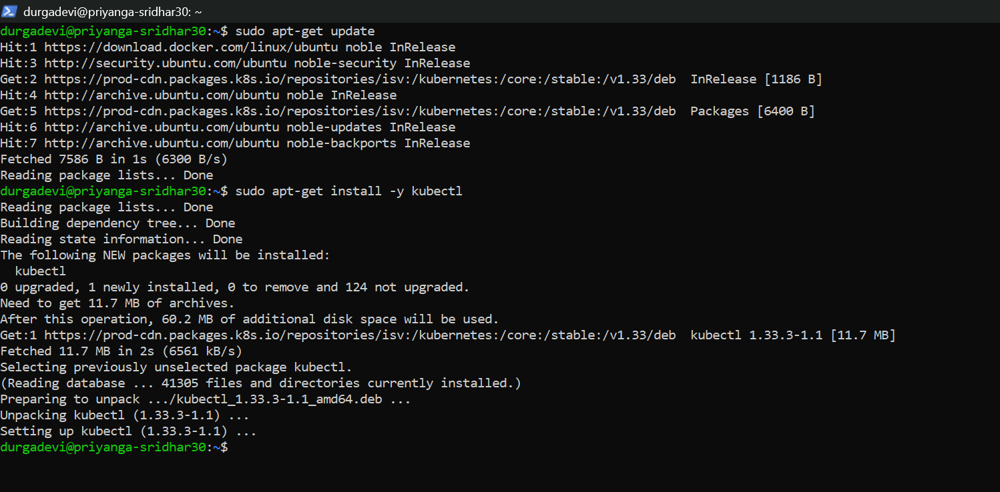 durgadevi@priyanga-sridhar30: ~
durgadevi@priyanga-sridhar30:~$ sudo apt-get update
Hit:1 https://download.docker.com/linux/ubuntu noble InRelease
Hit:3 http://security.ubuntu.com/ubuntu noble-security InRelease
Get:2 https://prod-cdn.packages.k8s.io/repositories/isv:/kubernetes:/core:/stable:/v1.33/deb  InRelease [1186 B]
Hit:4 http://archive.ubuntu.com/ubuntu noble InRelease
Get:5 https://prod-cdn.packages.k8s.io/repositories/isv:/kubernetes:/core:/stable:/v1.33/deb  Packages [6400 B]
Hit:6 http://archive.ubuntu.com/ubuntu noble-updates InRelease
Hit:7 http://archive.ubuntu.com/ubuntu noble-backports InRelease
Fetched 7586 B in 1s (6300 B/s)
Reading package lists... Done
durgadevi@priyanga-sridhar30:~$ sudo apt-get install -y kubectl
Reading package lists... Done
Building dependency tree... Done
Reading state information... Done
The following NEW packages will be installed:
  kubectl
0 upgraded, 1 newly installed, 0 to remove and 124 not upgraded.
Need to get 11.7 MB of archives.
After this operation, 60.2 MB of additional disk space will be used.
Get:1 https://prod-cdn.packages.k8s.io/repositories/isv:/kubernetes:/core:/stable:/v1.33/deb  kubectl 1.33.3-1.1 [11.7 MB]
Fetched 11.7 MB in 2s (6561 kB/s)
Selecting previously unselected package kubectl.
(Reading database ... 41305 files and directories currently installed.)
Preparing to unpack .../kubectl_1.33.3-1.1_amd64.deb ...
Unpacking kubectl (1.33.3-1.1) ...
Setting up kubectl (1.33.3-1.1) ...
durgadevi@priyanga-sridhar30:~$